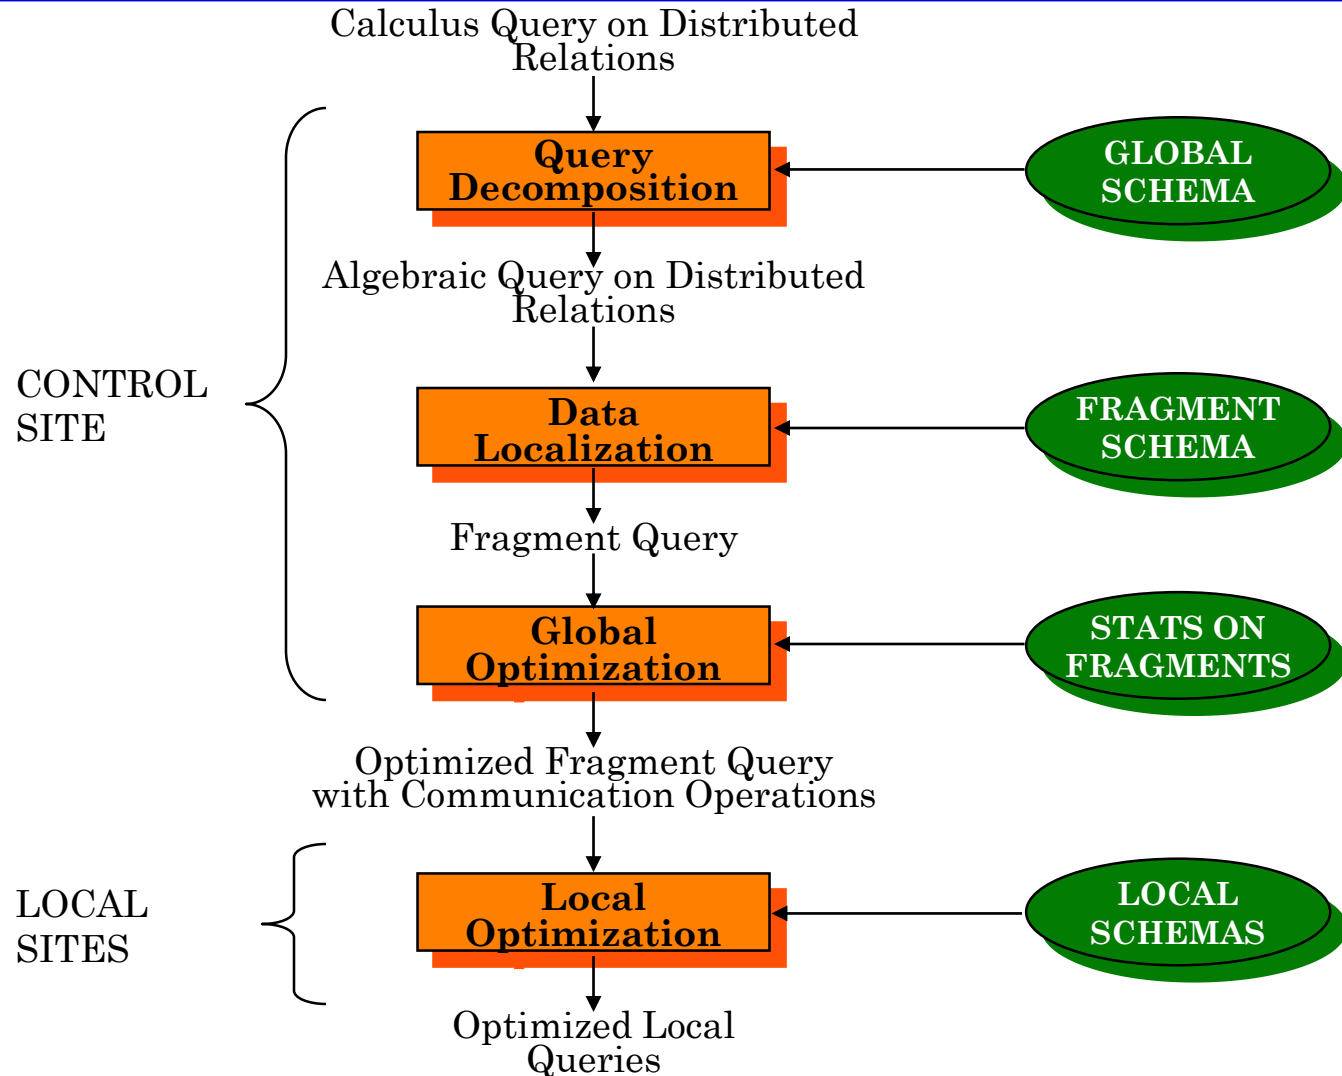 Calculus Query on Distributed
Relations
Query
Decomposition
GLOBAL
SCHEMA
Algebraic Query on Distributed
Relations
CONTROL
SITE
Data
Localization
FRAGMENT
SCHEMA
Fragment Query
Global
Optimization
STATS ON
FRAGMENTS
Optimized Fragment Query
with Communication Operations
LOCAL
SITES
Local
Optimization
LOCAL
SCHEMAS
Optimized Local
Queries